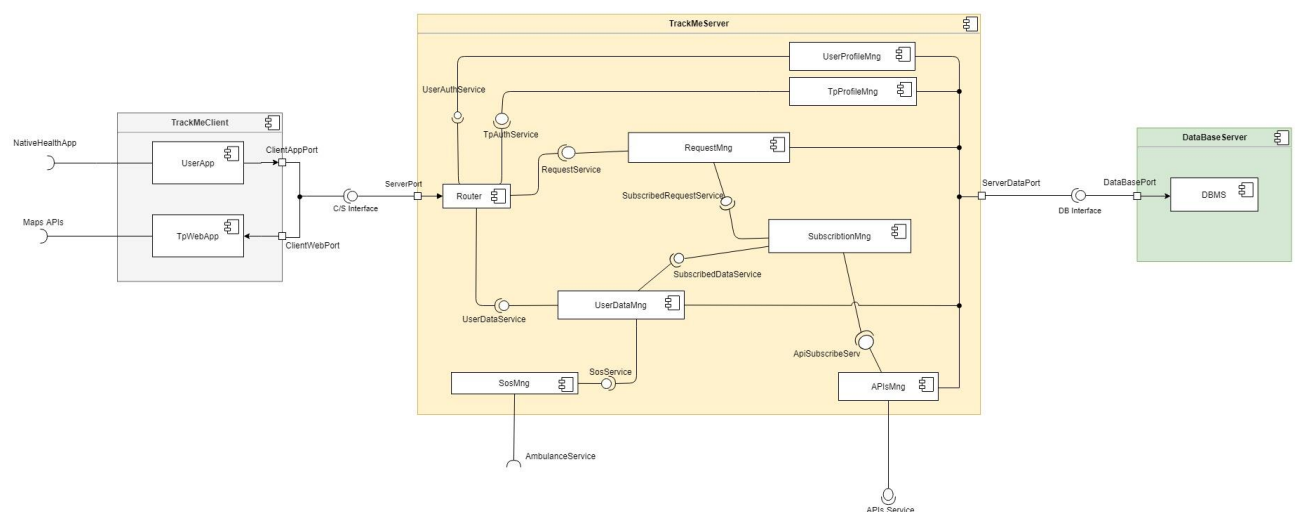 TrackMeServer
UserProfileMng
UserAuthService
TpProfileMng
TrackMeClient
TpAuthService
DataBaseServer
NativeHealthApp
ClientAppPort
RequestMng
UserApp
RequestService
ServerPort
ServerDataPort
DataBasePort
Router
SubscribedRequestService
DBMS
C/S Interface
DB Interface
Maps APIs
TpWebApp
SubscribtionMng
ClientWebPort
SubscribedDataService
UserDataMng
UserDataService
ApiSubscribeServ
SosService
SosMng
APIsMng
AmbulanceService
APIs Service